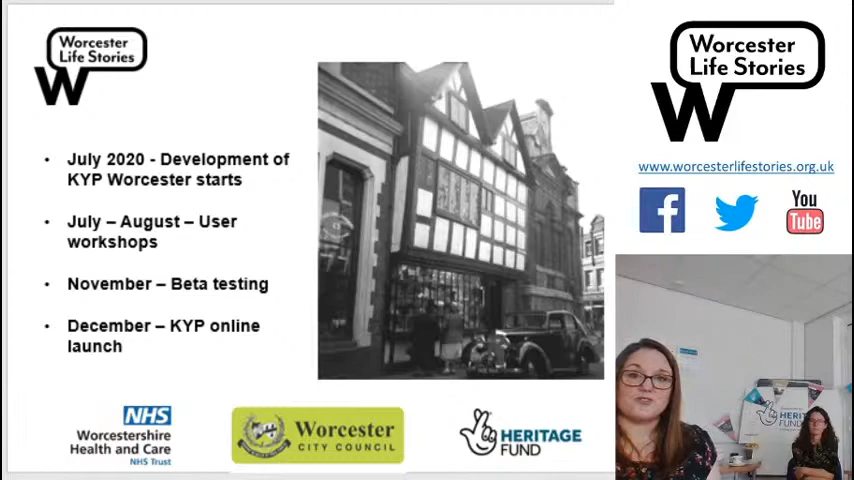 Worcester
Life Stories
W
• July 2020 - Development of
KYP Worcester starts
• July – August – User
workshops
• November – Beta testing
• December – KYP online
launch
NHS
Worcestershire
Health and Care
NHS Trust
Worcester
CITY COUNCIL
HERITAGE
FUND
Worcester
Life Stories
W
www.worcesterlifestories.org.uk
f
You
Tube
HERITAGE
FUND